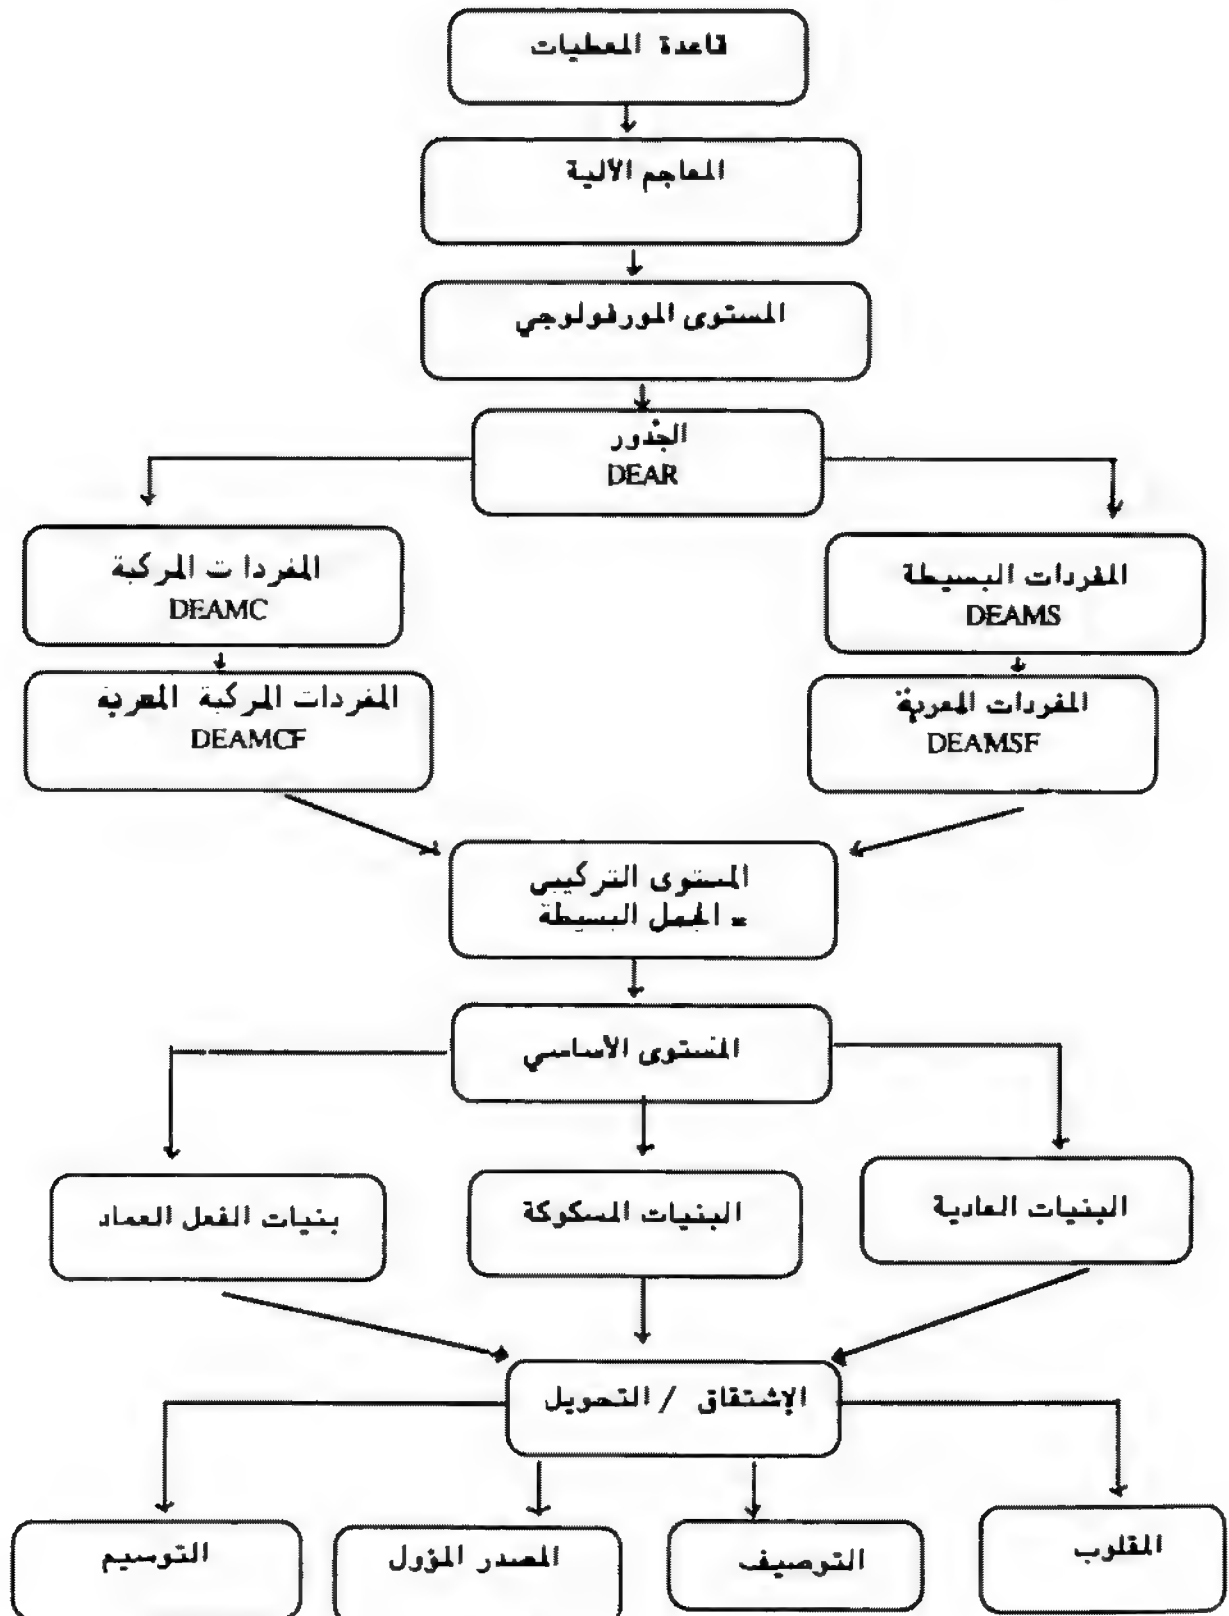 قاعدة المعطيات
المعاجم الآلية
المستوى المورفولوجي
الجذور
DEAR
المفردات البسيطة
DEAMS
المفردات المركبة
DEAMC
المفردات المعربة
DEAMSF
المفردات المركبة المعربة
DEAMCF
المستوى التركيبي
= الجمل البسيطة
المستوى الأساسي
البنيات العادية
البنيات المسكوكة
بنيات الفعل العماد
الإشتقاق / التحويل
المقلوب
التوصيف
المصدر المؤول
التوسيم